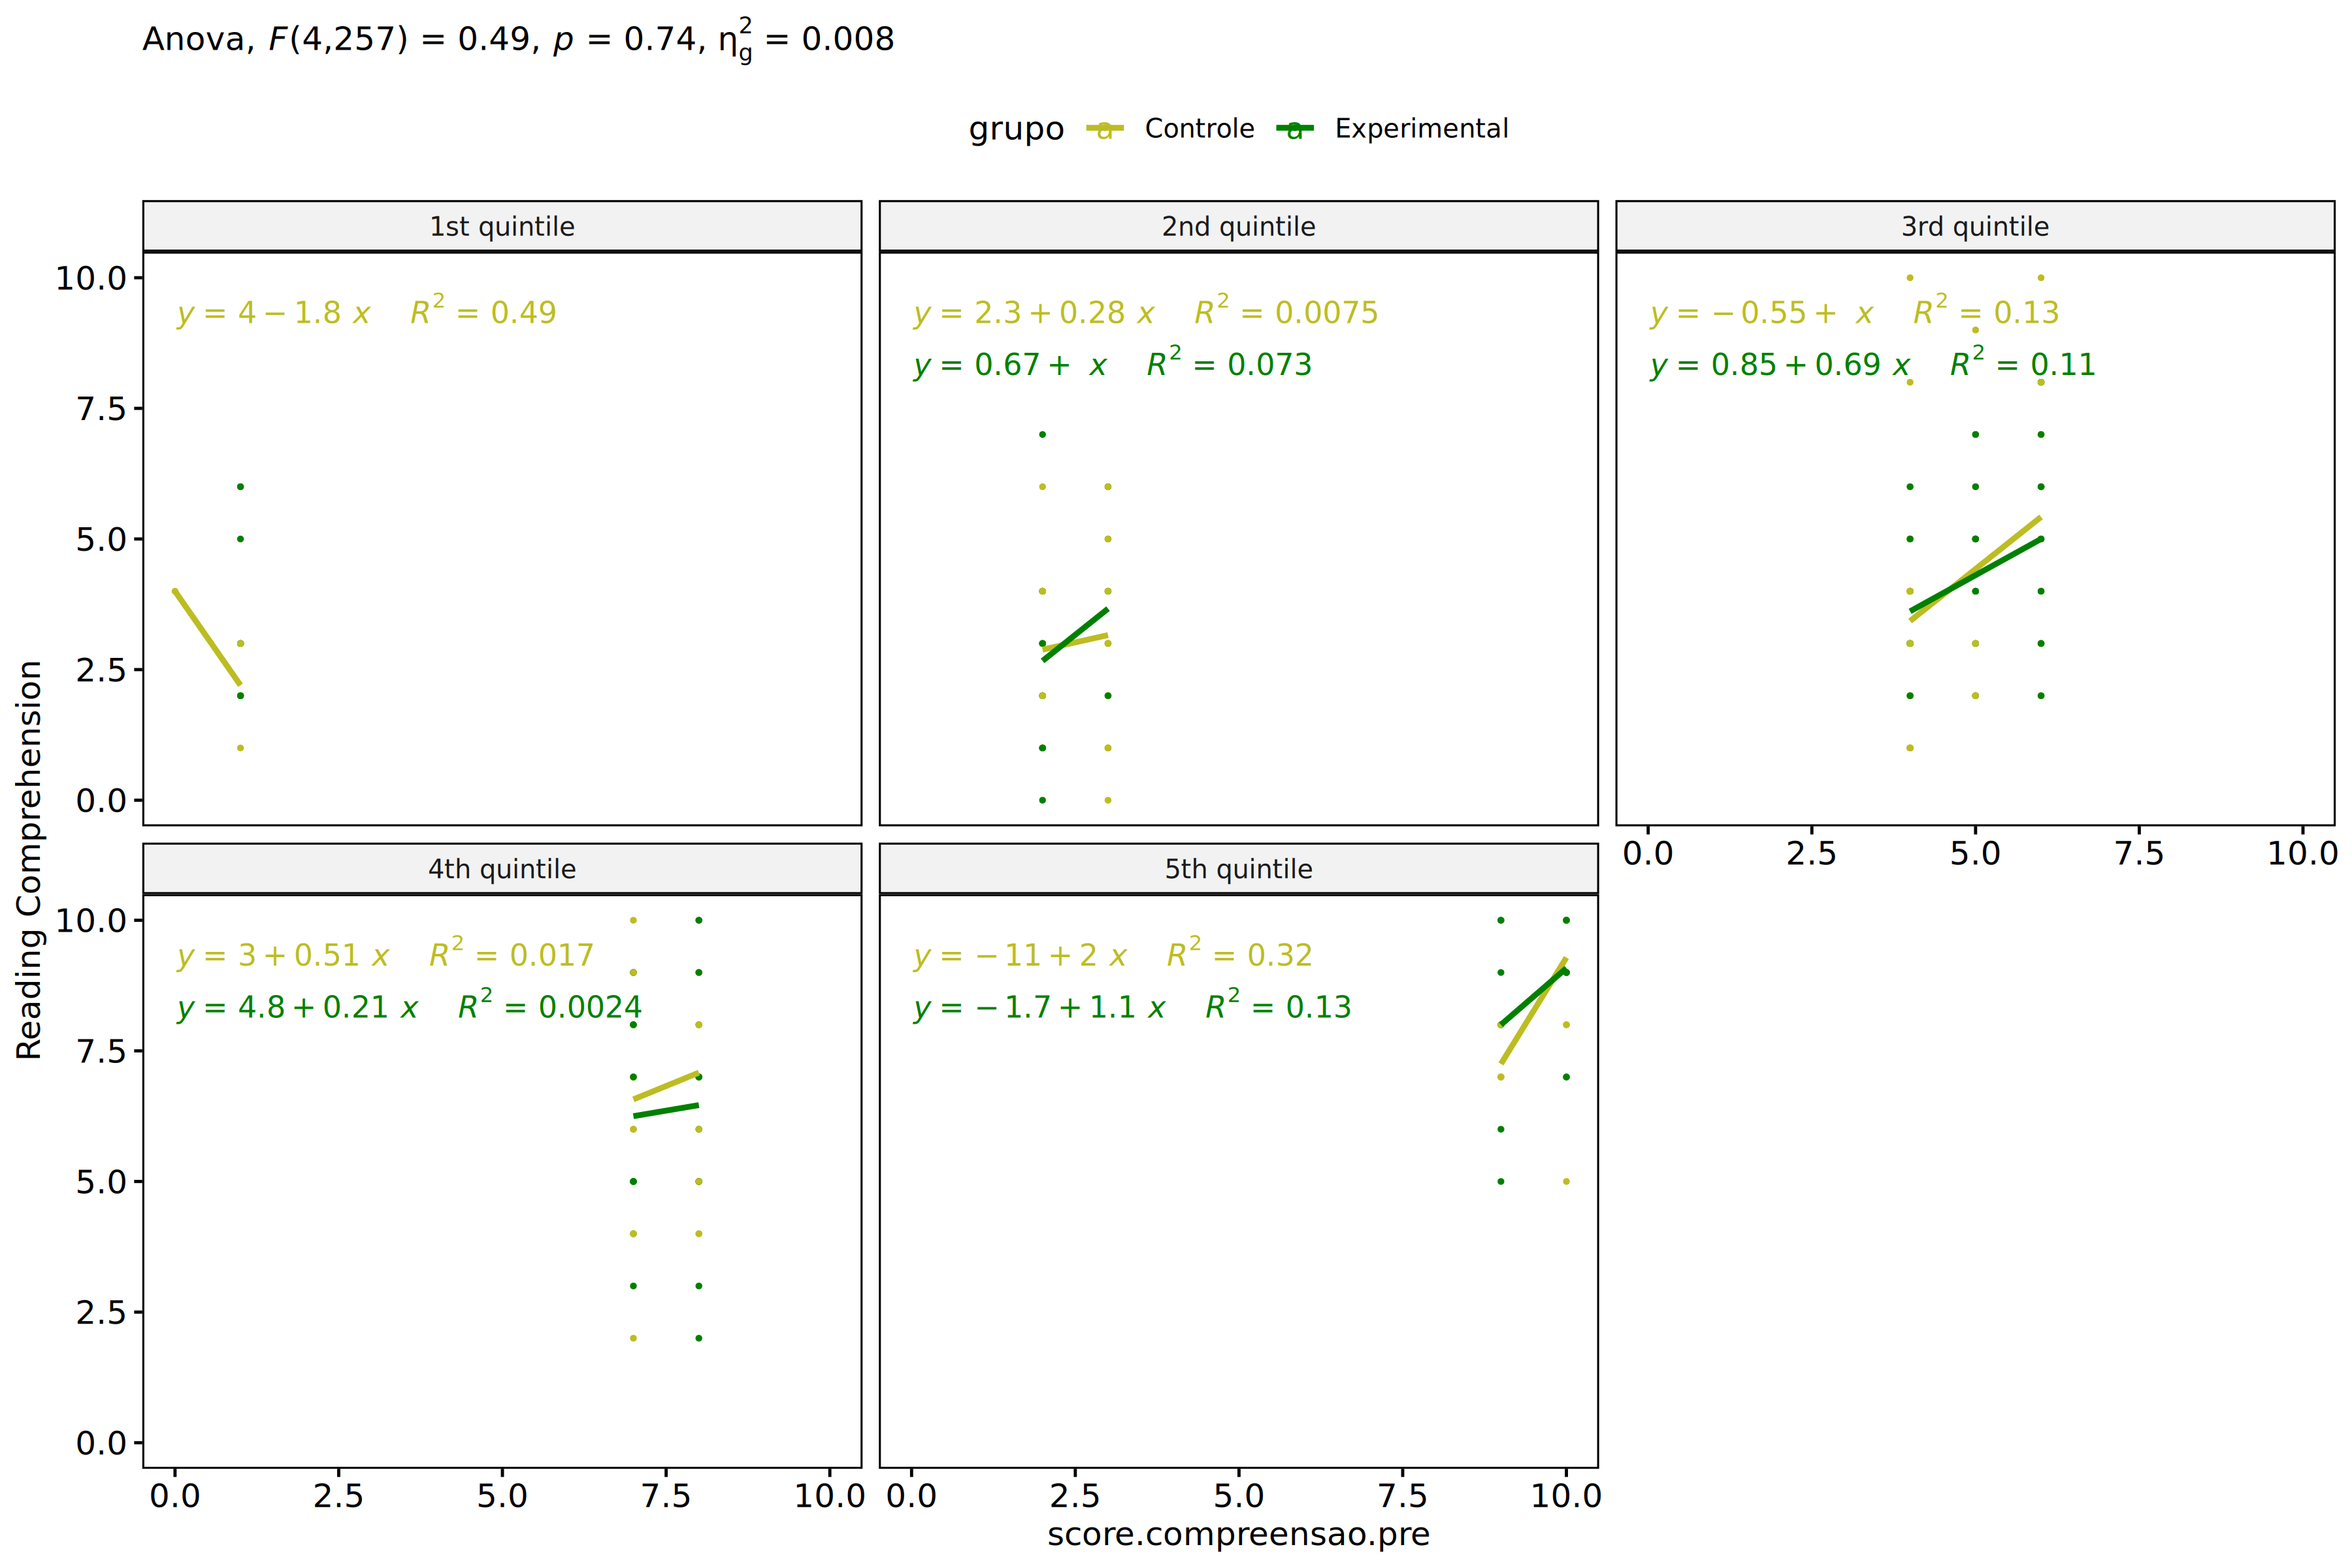 Anova, F(4,257) = 0.49, p = 0.74, η²g = 0.008
grupo a Controle a Experimental
1st quintile 2nd quintile 3rd quintile
10.0
7.5
5.0
2.5
0.0
y = 4 − 1.8 x R² = 0.49
y = 2.3 + 0.28 x R² = 0.0075
y = 0.67 + x R² = 0.073
y = − 0.55 + x R² = 0.13
y = 0.85 + 0.69 x R² = 0.11
0.0 2.5 5.0 7.5 10.0
Reading Comprehension
4th quintile 5th quintile
10.0
7.5
5.0
2.5
0.0
y = 3 + 0.51 x R² = 0.017
y = 4.8 + 0.21 x R² = 0.0024
y = − 11 + 2 x R² = 0.32
y = − 1.7 + 1.1 x R² = 0.13
0.0 2.5 5.0 7.5 10.0 0.0 2.5 5.0 7.5 10.0
score.compreensao.pre